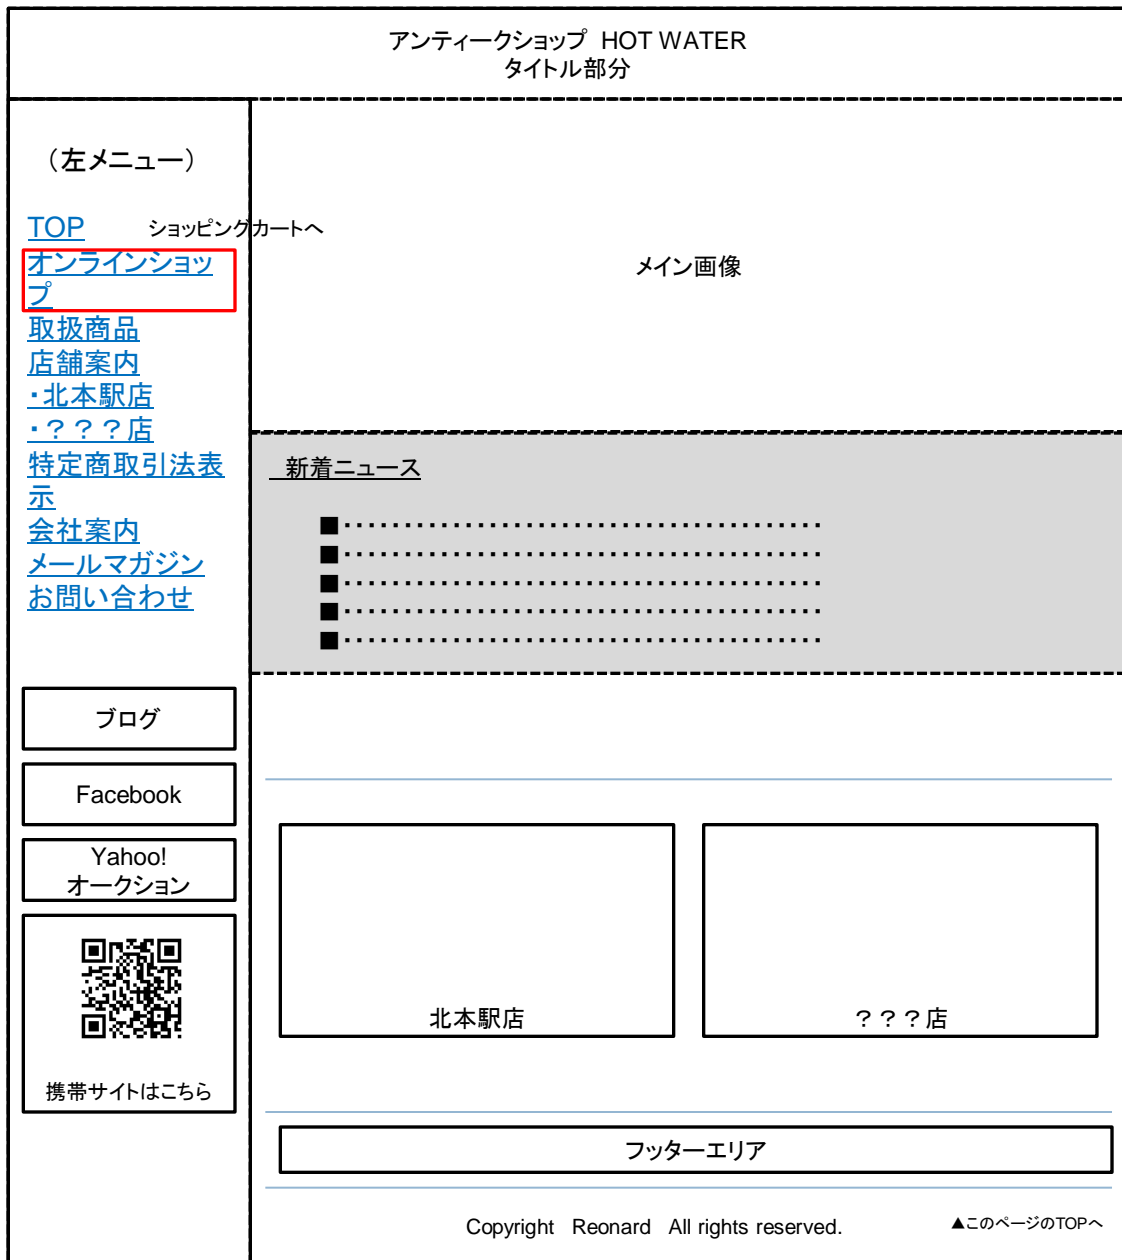 アンティークショップ HOT WATER
タイトル部分
（左メニュー）
TOP
ショッピングカートへ
オンラインショッ
プ
取扱商品
店舗案内
・北本駅店
・？？？店
特定商取引法表
示
会社案内
メールマガジン
お問い合わせ
ブログ
Facebook
Yahoo!
オークション
携帯サイトはこちら
メイン画像
新着ニュース
■・・・・・・・・・・・・・・・・・・・・・・・・・・・・・・・・・・・・・・・・
■・・・・・・・・・・・・・・・・・・・・・・・・・・・・・・・・・・・・・・・・
■・・・・・・・・・・・・・・・・・・・・・・・・・・・・・・・・・・・・・・・・
■・・・・・・・・・・・・・・・・・・・・・・・・・・・・・・・・・・・・・・・・
■・・・・・・・・・・・・・・・・・・・・・・・・・・・・・・・・・・・・・・・・
北本駅店
？？？店
フッターエリア
Copyright Reonard All rights reserved.
▲このページのTOPへ